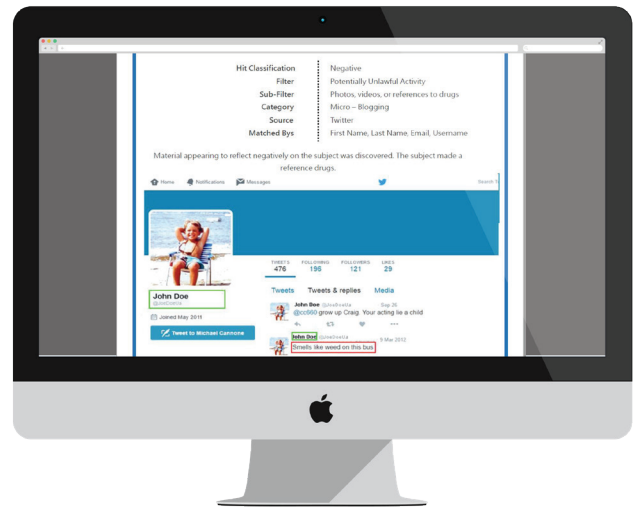 Hit Classification Negative
Filter Potentially Unlawful Activity
Sub-Filter Photos, videos, or references to drugs
Category Micro – Blogging
Source Twitter
Matched Bys First Name, Last Name, Email, Username
Material appearing to reflect negatively on the subject was discovered. The subject made a
reference drugs.
Home Notifications Messages Search T
TWEETS FOLLOWING FOLLOWERS LIKES
476 196 121 29
John Doe
Joined May 2011
Tweet to Michael Cannone
Tweets Tweets & replies Media
John Doe Sep 26
@cc660 grow up Craig. Your acting lie a child
John Doe 9 Mar 2012
Smells like weed on this bus